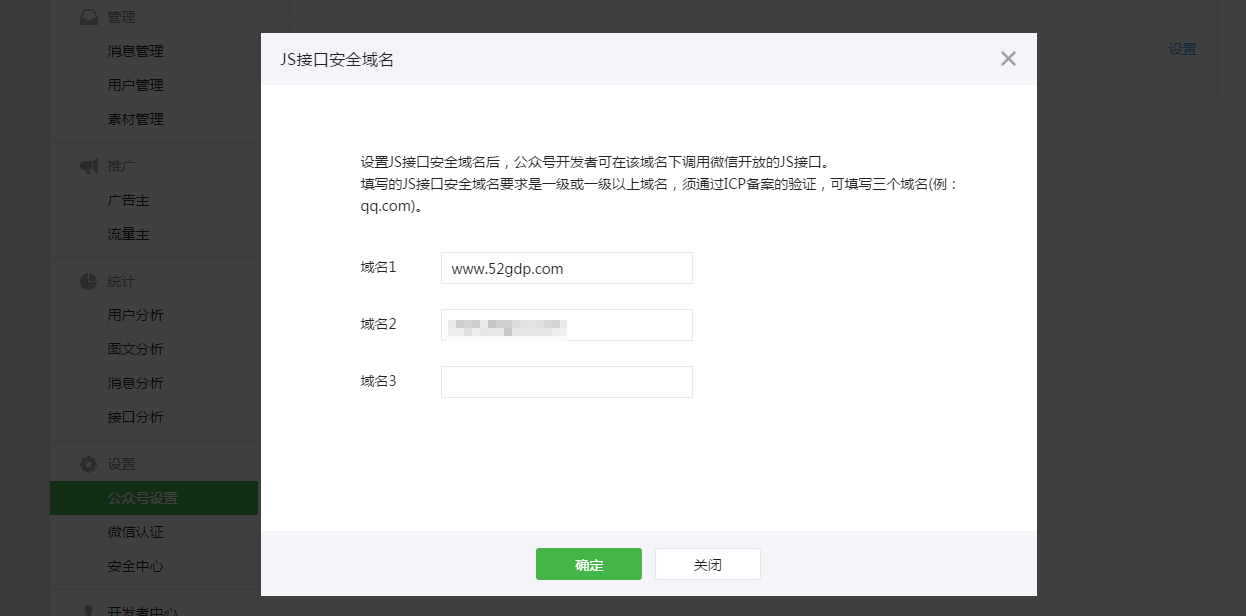 管理
消息管理
用户管理
素材管理
推广
广告主
流量主
统计
用户分析
图文分析
消息分析
接口分析
设置
公众号设置
微信认证
安全中心
开发者中心
设置
JS接口安全域名
设置JS接口安全域名后，公众号开发者可在该域名下调用微信开放的JS接口。
填写的JS接口安全域名要求是一级或一级以上域名，须通过ICP备案的验证，可填写三个域名(例：
qq.com)。
域名1 www.52gdp.com
域名2
域名3
确定 关闭